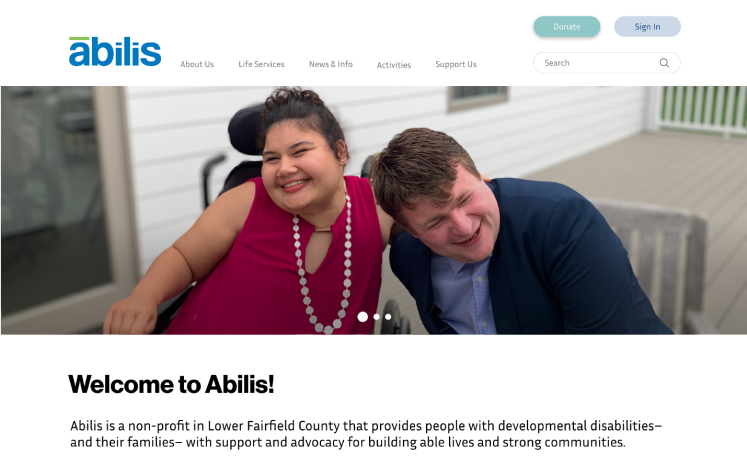 Donate
Sign In
abilis
About Us
Life Services
News & Info
Activities
Support Us
Search
Welcome to Abilis!
Abilis is a non-profit in Lower Fairfield County that provides people with developmental disabilities–
and their families– with support and advocacy for building able lives and strong communities.